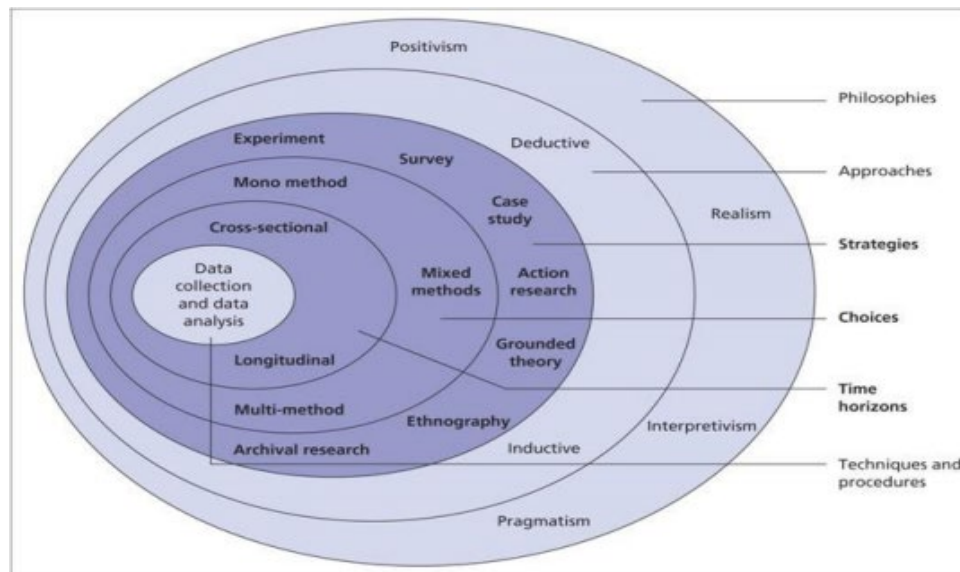 Positivism
Philosophies
Experiment
Survey
Deductive
Approaches
Mono method
Case
study
Realism
Cross-sectional
Strategies
Data
collection
and data
analysis
Mixed
methods
Action
research
Choices
Grounded
theory
Longitudinal
Time
horizons
Multi-method
Ethnography
Interpretivism
Archival research
Inductive
Techniques and
procedures
Pragmatism